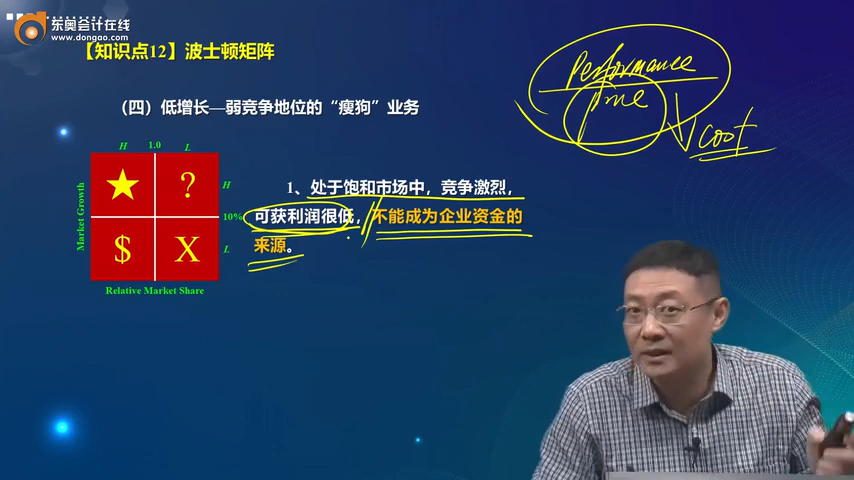 东奥会计在线
www.dongao.com
【知识点12】波士顿矩阵
Performance
price
cost
（四）低增长—弱竞争地位的“瘦狗”业务
H 1.0 L
★ ? H
Market Growth
10%
$ X L
Relative Market Share
1、处于饱和市场中，竞争激烈，
可获利润很低，不能成为企业资金的
来源。